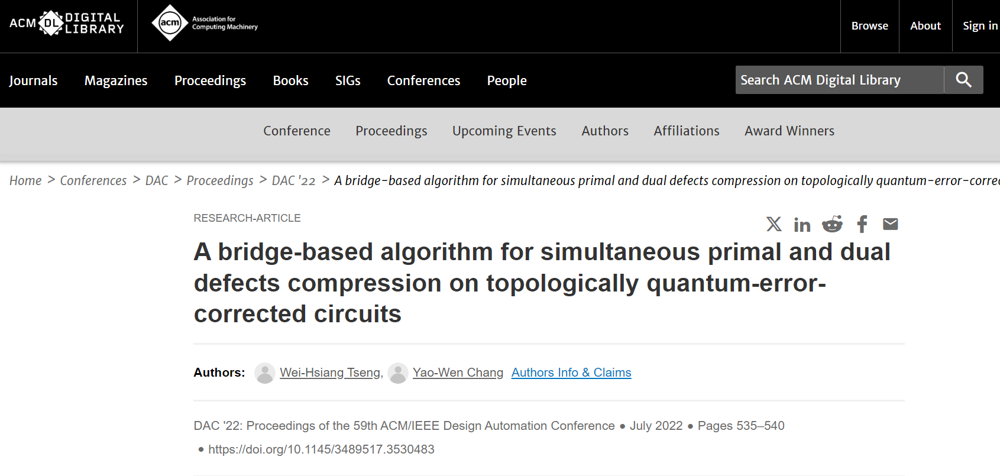 ACM DL DIGITAL LIBRARY
acm Association for Computing Machinery
Browse About Sign in
Journals Magazines Proceedings Books SIGs Conferences People Search ACM Digital Library
Conference Proceedings Upcoming Events Authors Affiliations Award Winners
Home > Conferences > DAC > Proceedings > DAC '22 > A bridge-based algorithm for simultaneous primal and dual defects compression on topologically quantum-error-correc
RESEARCH-ARTICLE
A bridge-based algorithm for simultaneous primal and dual
defects compression on topologically quantum-error-
corrected circuits
Authors: Wei-Hsiang Tseng, Yao-Wen Chang Authors Info & Claims
DAC '22: Proceedings of the 59th ACM/IEEE Design Automation Conference • July 2022 • Pages 535–540
• https://doi.org/10.1145/3489517.3530483